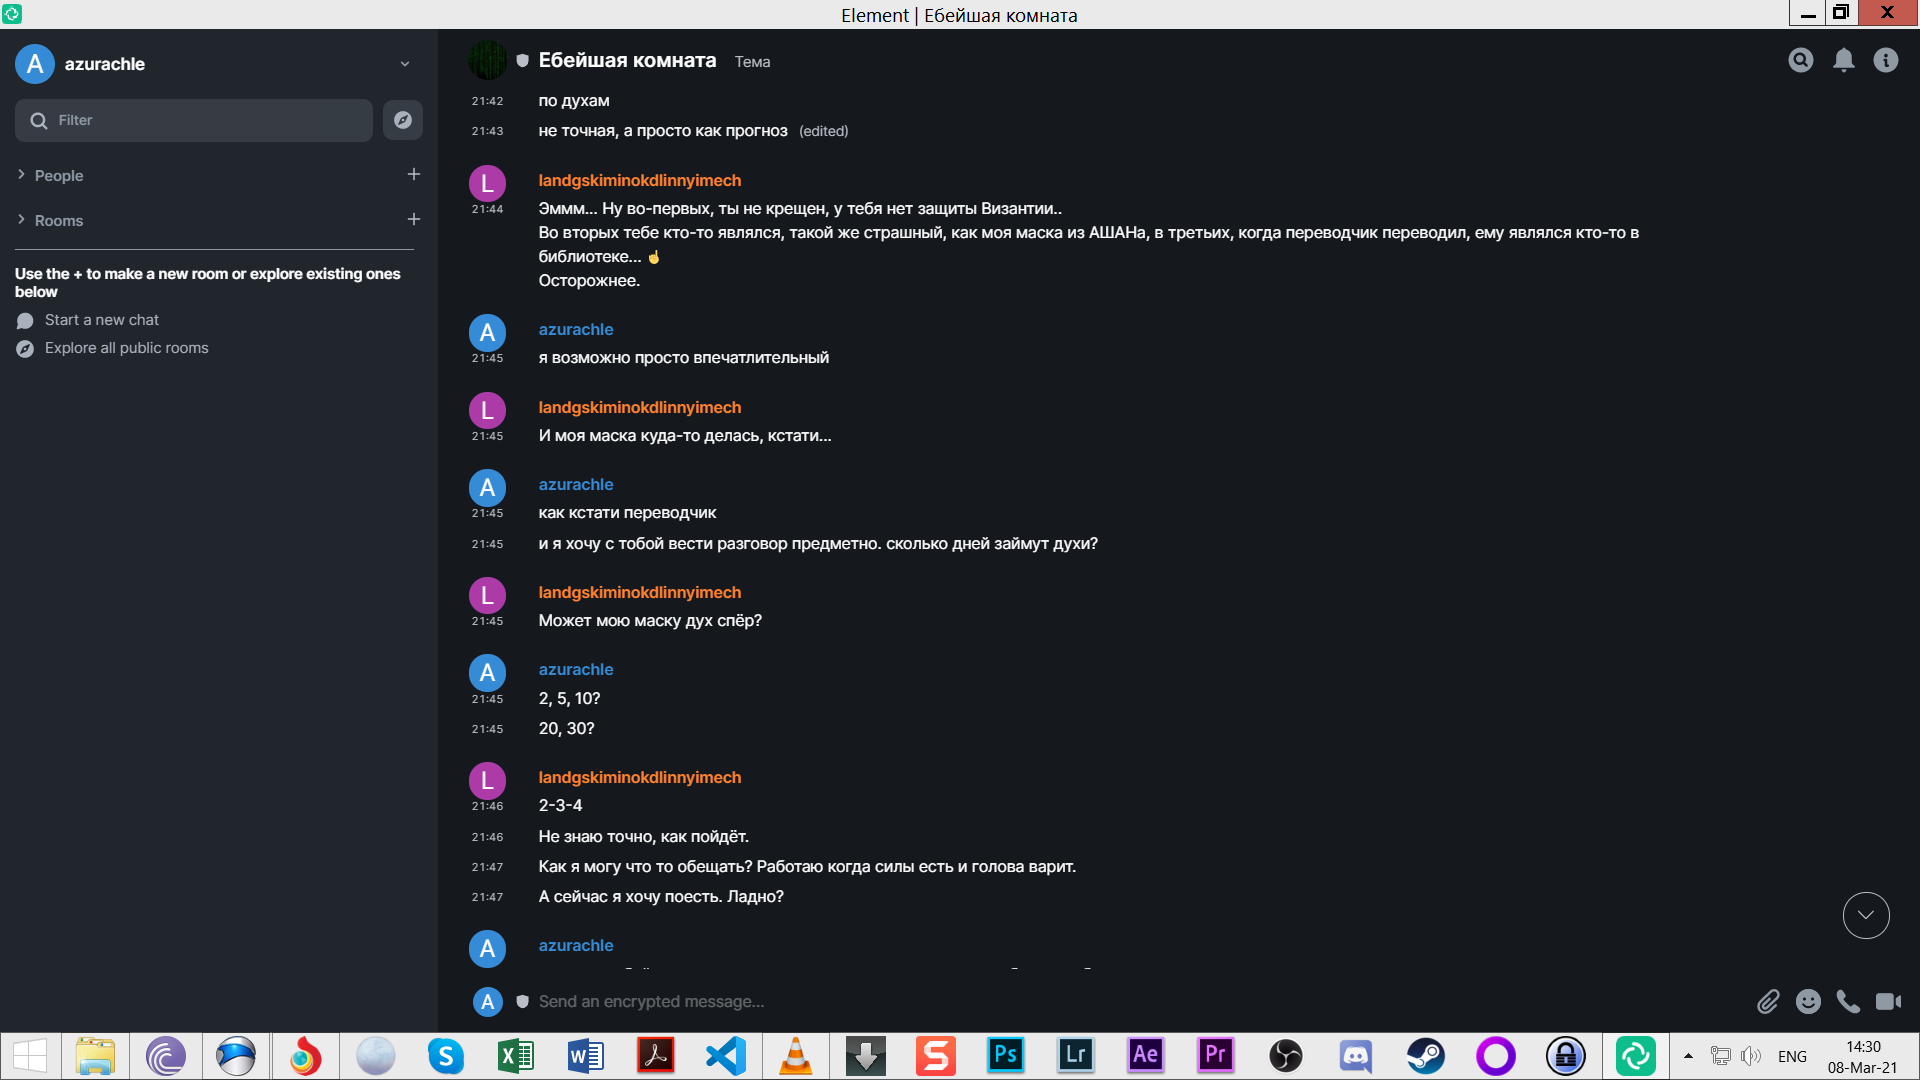 Element | Ебейшая комната
A azurachle
Filter
People
Rooms
Use the + to make a new room or explore existing ones
below
Start a new chat
Explore all public rooms
Ебейшая комната Тема
21:42 по духам
21:43 не точная, а просто как прогноз (edited)
L landgskiminokdlinnyimech
21:44 Эммм... Ну во-первых, ты не крещен, у тебя нет защиты Византии..
Во вторых тебе кто-то являлся, такой же страшный, как моя маска из АШАНа, в третьих, когда переводчик переводил, ему являлся кто-то в
библиотеке... ☝
Осторожнее.
A azurachle
21:45 я возможно просто впечатлительный
L landgskiminokdlinnyimech
21:45 И моя маска куда-то делась, кстати...
A azurachle
21:45 как кстати переводчик
21:45 и я хочу с тобой вести разговор предметно. сколько дней займут духи?
L landgskiminokdlinnyimech
21:45 Может мою маску дух спёр?
A azurachle
21:45 2, 5, 10?
21:45 20, 30?
L landgskiminokdlinnyimech
21:46 2-3-4
21:46 Не знаю точно, как пойдёт.
21:47 Как я могу что то обещать? Работаю когда силы есть и голова варит.
21:47 А сейчас я хочу поесть. Ладно?
A azurachle
A Send an encrypted message...
S X W S Ps Lr Ae Pr ENG 14:30
08-Mar-21